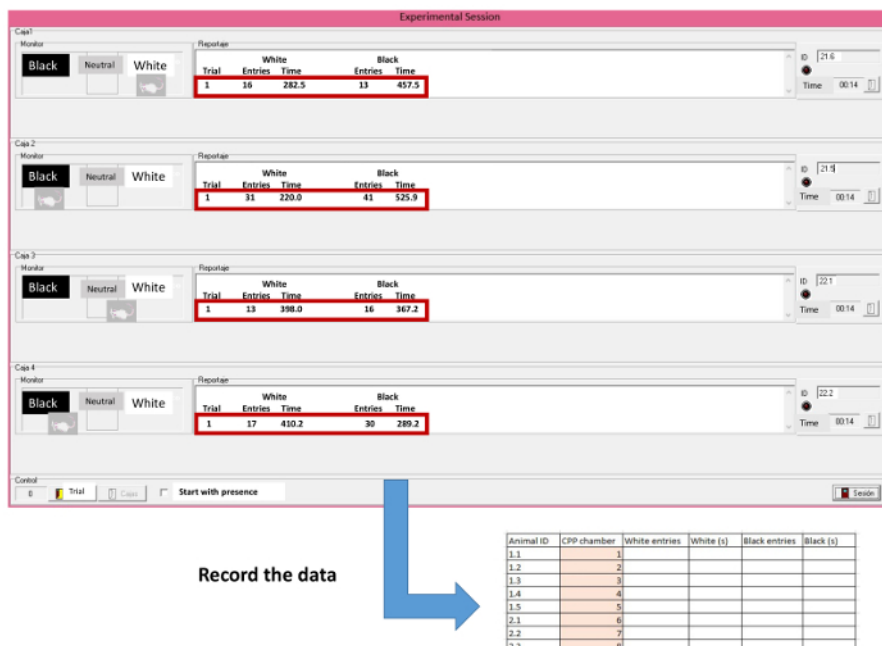 Experimental Session
Caja1
Monitor
Reportaje
Black Neutral White
White Black
Trial Entries Time Entries Time
1 16 282.5 13 457.5
ID 21.6
Time 00:14
Caja 2
Monitor
Reportaje
Black Neutral White
White Black
Trial Entries Time Entries Time
1 31 220.0 41 525.9
ID 21.5
Time 00:14
Caja 3
Monitor
Reportaje
Black Neutral White
White Black
Trial Entries Time Entries Time
1 13 398.0 16 367.2
ID 22.1
Time 00:14
Caja 4
Monitor
Reportaje
Black Neutral White
White Black
Trial Entries Time Entries Time
1 17 410.2 30 289.2
ID 22.2
Time 00:14
Control
0 Trial Cajas Start with presence Sesión
Record the data
Animal ID CPP chamber White entries White (s) Black entries Black (s)
1.1 1
1.2 2
1.3 3
1.4 4
1.5 5
2.1 6
2.2 7